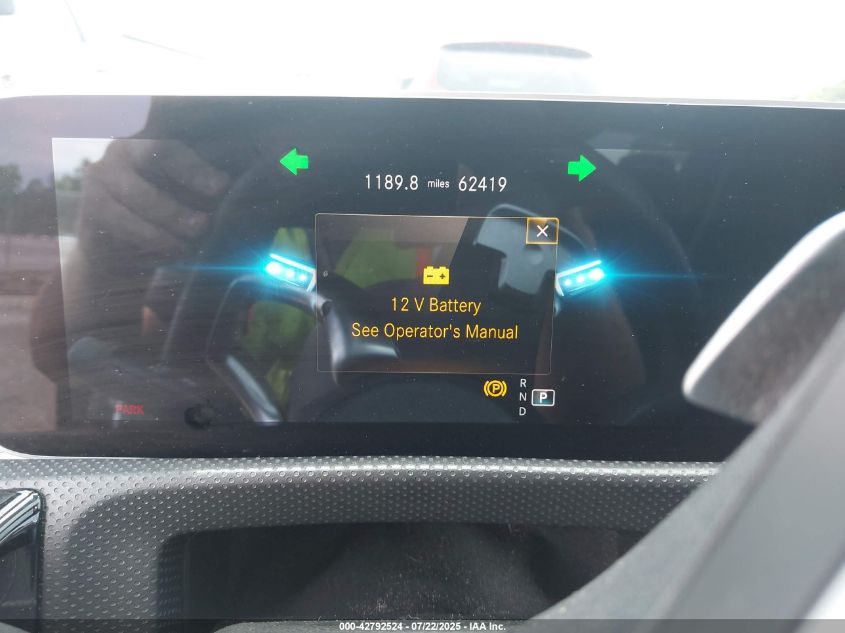 1189.8 miles 62419
12 V Battery
See Operator's Manual
P
R
N P
D
PARK
000-42792524 - 07/22/2025 - IAA Inc.